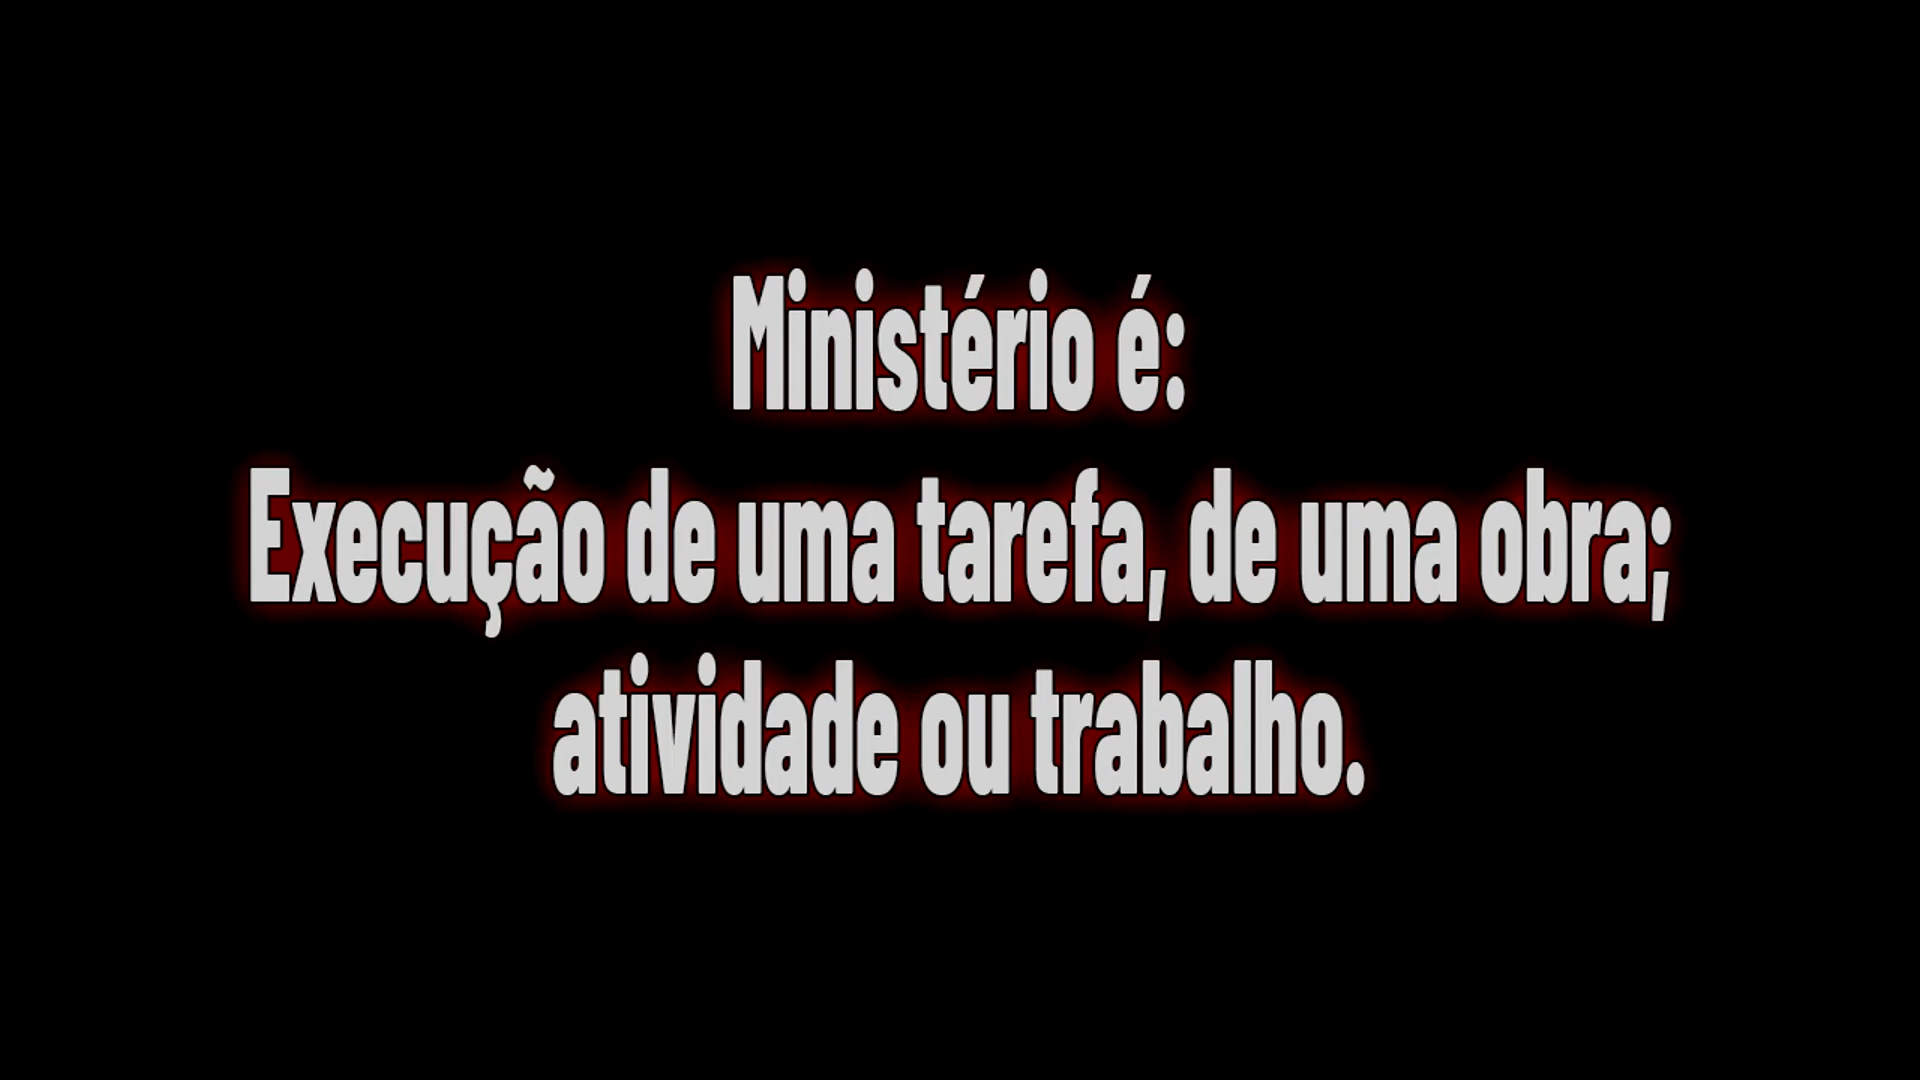 Ministério é:
Execução de uma tarefa, de uma obra;
atividade ou trabalho.